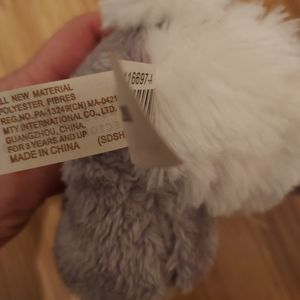 ALL NEW MATERIAL
POLYESTER FIBRES
REG.NO.PA-13249(CN) MA-0421
MTY INTERNATIONAL CO., LTD.
GUANGZHOU, CHINA.
FOR 3 YEARS AND UP
MADE IN CHINA (SDSH
16697-A